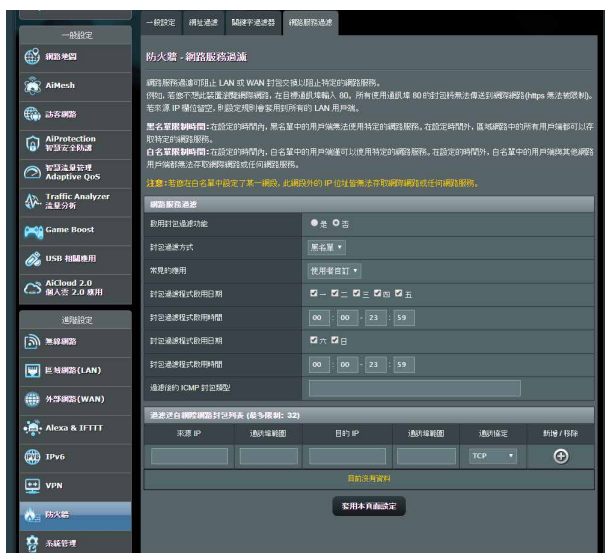 一般設定
網路地圖
AiMesh
訪客網路
AiProtection
智慧安全防護
智慧流量管理
Adaptive QoS
Traffic Analyzer
流量分析
Game Boost
USB 相關應用
AiCloud 2.0
個人雲 2.0 應用
進階設定
無線網路
區域網路(LAN)
外部網路(WAN)
Alexa & IFTTT
IPv6
VPN
防火牆
系統管理
一般設定 網址過濾 關鍵字過濾器 網路服務過濾
防火牆 - 網路服務過濾
網路服務過濾可阻止 LAN 或 WAN 封包交換以阻止特定的網路服務。
例如，若您不想此裝置瀏覽網際網路，在目標通訊埠輸入 80。所有使用通訊埠 80 的封包將無法傳送到網際網路(https 無法被限制)。
若來源 IP 欄位留空，則設定規則會套用到所有的 LAN 用戶端。
黑名單限制時間：在設定的時間內，黑名單中的用戶端無法使用特定的網路服務。在設定時間外，區域網路中的所有用戶端都可以存
取特定的網路服務。
白名單限制時間：在設定的時間內，白名單中的用戶端僅可以使用特定的網路服務。在設定的時間外，白名單中的用戶端與其他網路
用戶端都無法存取網際網路或任何網路服務。
注意：若您在白名單中設定了某一網段，此網段外的 IP 位址皆無法存取網際網路或任何網路服務。
網路服務過濾
啟用封包過濾功能 是 否
封包過濾方式 黑名單
常見的應用 使用者自訂
封包過濾程式啟用日期 一 二 三 四 五
封包過濾程式啟用時間 00 : 00 - 23 : 59
封包過濾程式啟用日期 六 日
封包過濾程式啟用時間 00 : 00 - 23 : 59
過濾後的 ICMP 封包類型
過濾送自網際網路封包列表 (最多限制: 32)
來源 IP 通訊埠範圍 目的 IP 通訊埠範圍 通訊協定 新增 / 移除
TCP
目前沒有資料
套用本頁面設定